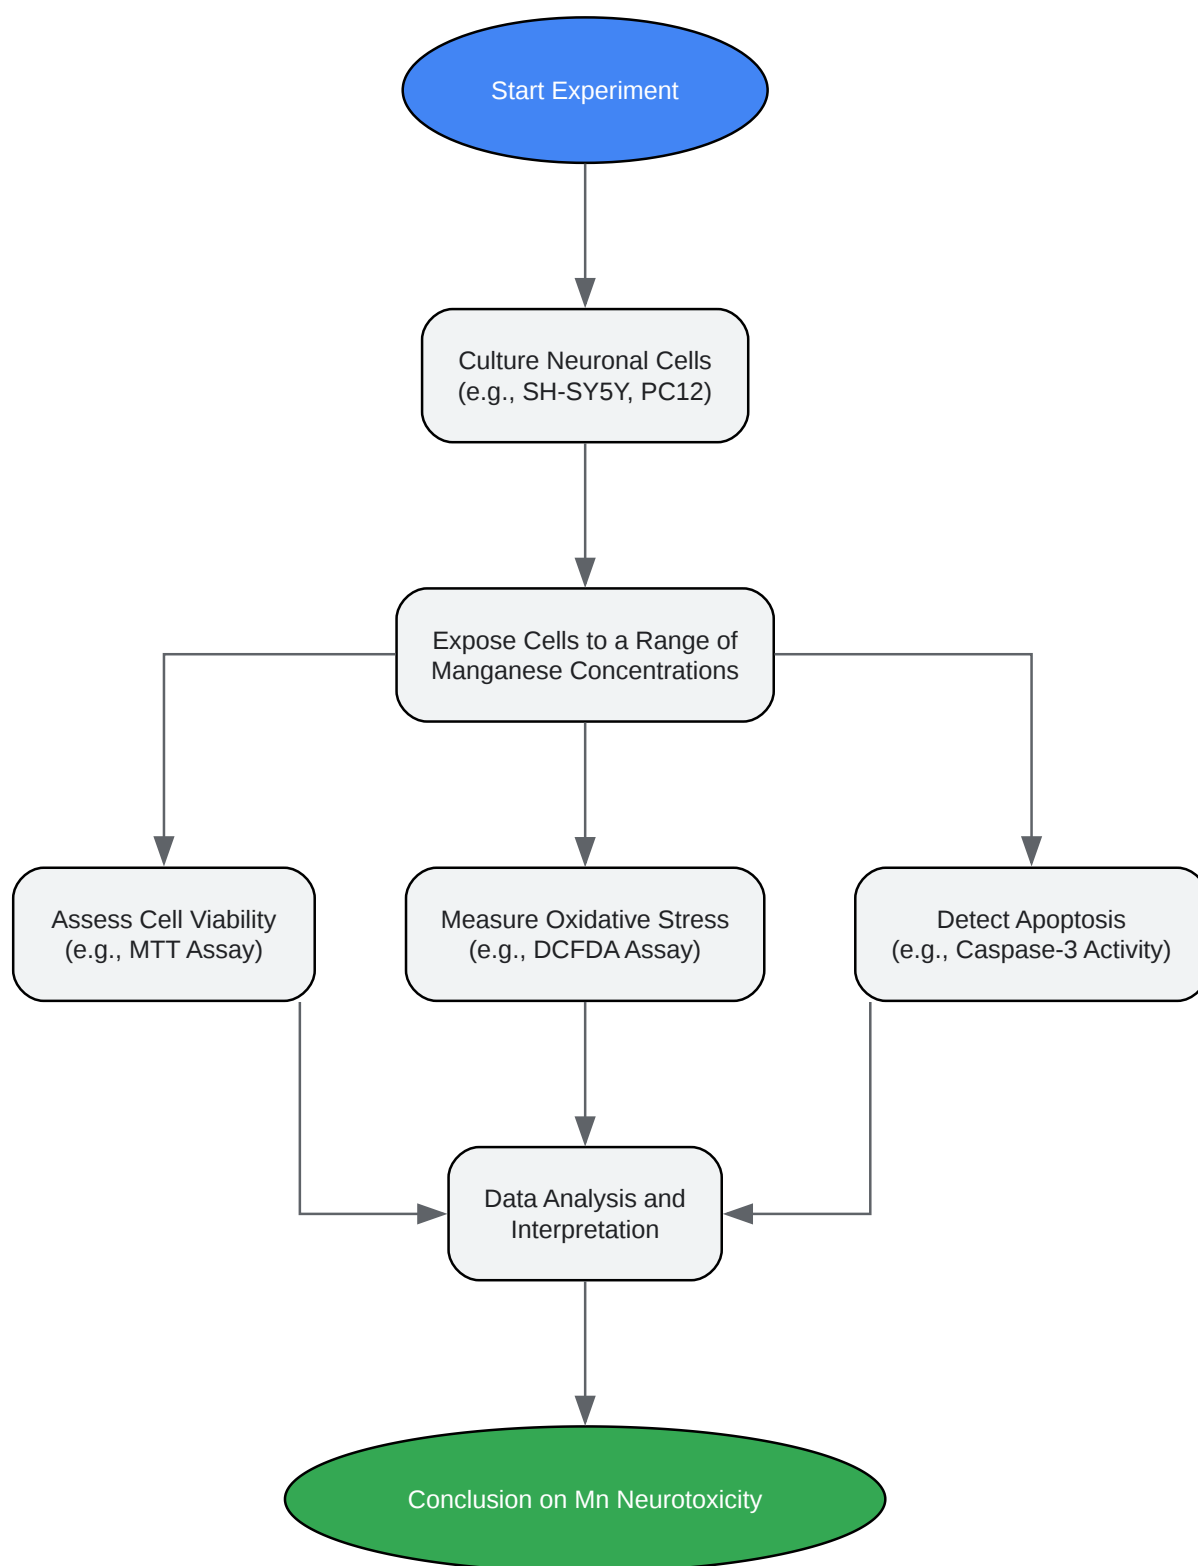 Start Experiment
Culture Neuronal Cells
(e.g., SH-SY5Y, PC12)
Expose Cells to a Range of
Manganese Concentrations
Assess Cell Viability
(e.g., MTT Assay)
Measure Oxidative Stress
(e.g., DCFDA Assay)
Detect Apoptosis
(e.g., Caspase-3 Activity)
Data Analysis and
Interpretation
Conclusion on Mn Neurotoxicity